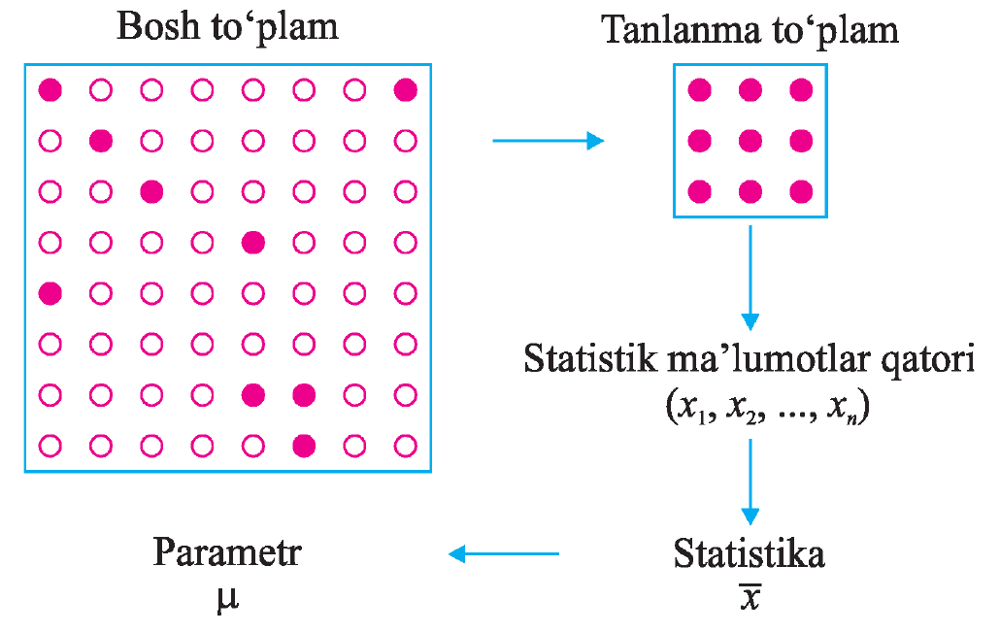 Bosh to‘plam
Tanlanma to‘plam
Statistik ma’lumotlar qatori
(x₁, x₂, ..., xₙ)
Parametr
μ
Statistika
x̅